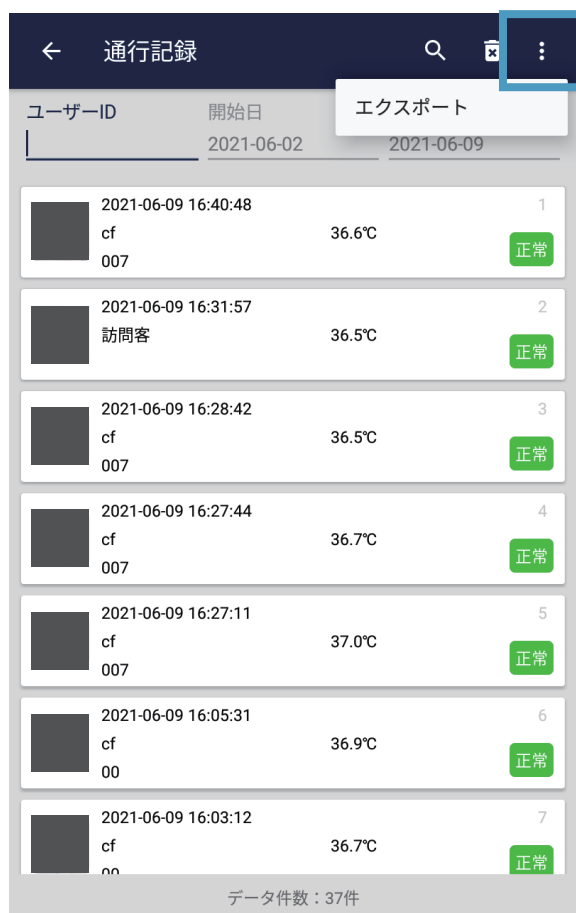 通行記録
エクスポート
ユーザーID
開始日
2021-06-02
2021-06-09
2021-06-09 16:40:48
1
cf
36.6℃
007
正常
2021-06-09 16:31:57
2
訪問客
36.5℃
正常
2021-06-09 16:28:42
3
cf
36.5℃
007
正常
2021-06-09 16:27:44
4
cf
36.7℃
007
正常
2021-06-09 16:27:11
5
cf
37.0℃
007
正常
2021-06-09 16:05:31
6
cf
36.9℃
00
正常
2021-06-09 16:03:12
7
cf
36.7℃
00
正常
データ件数：37件